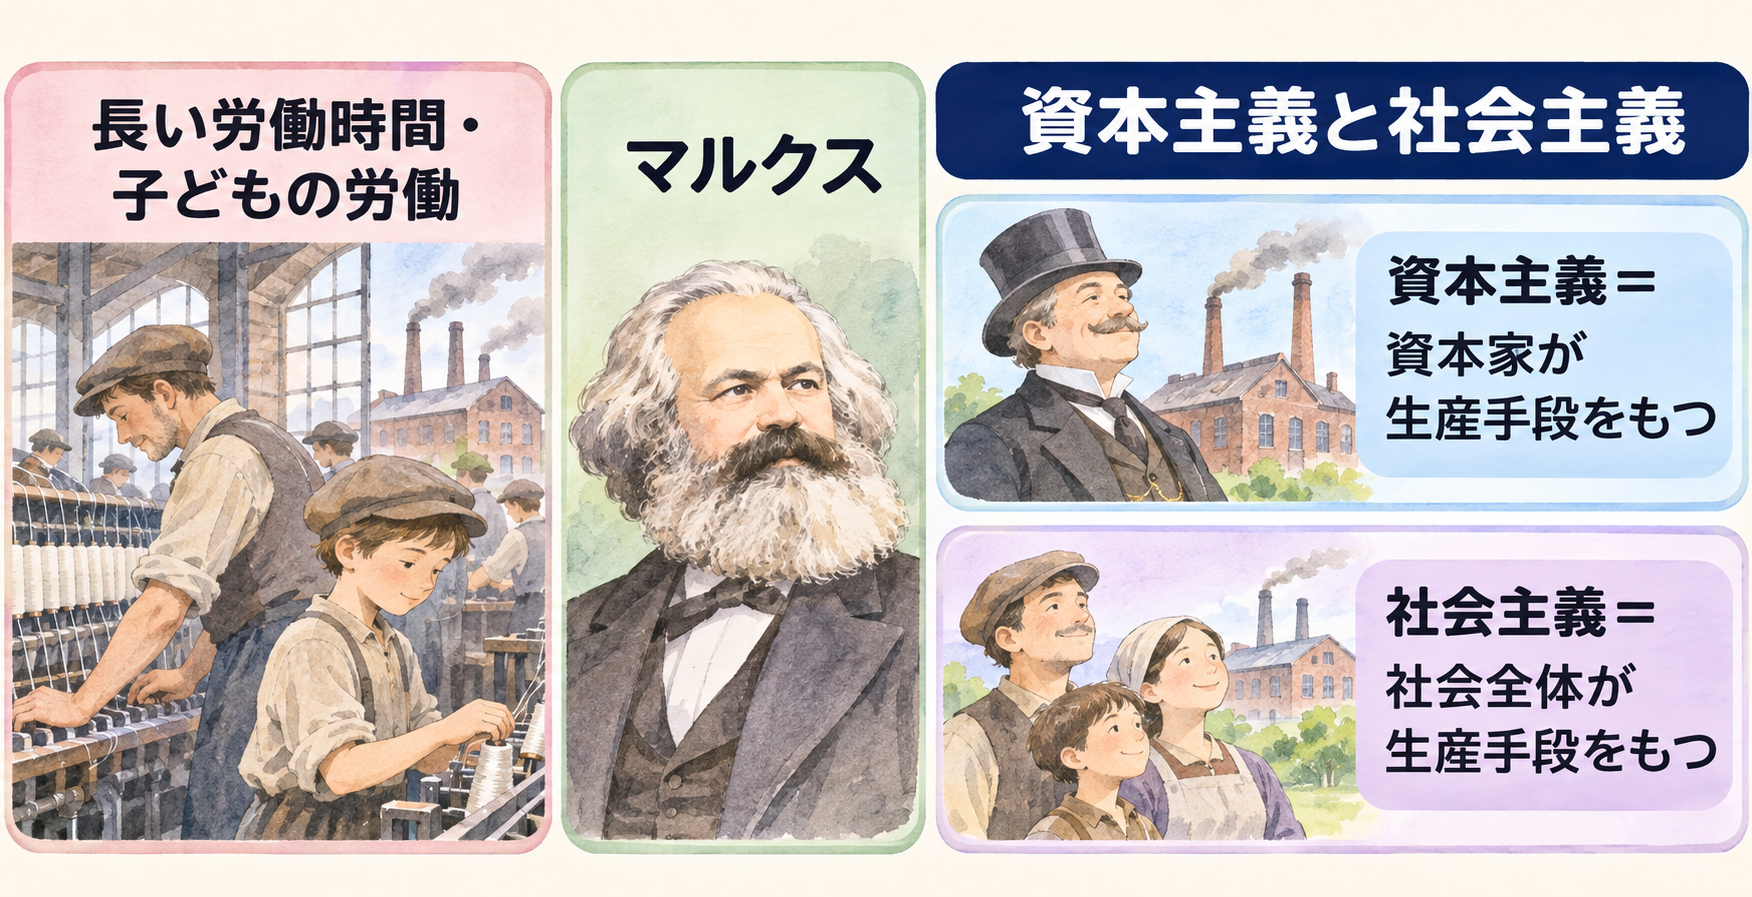 長い労働時間・
子どもの労働
マルクス
資本主義と社会主義
資本主義＝
資本家が
生産手段をもつ
社会主義＝
社会全体が
生産手段をもつ